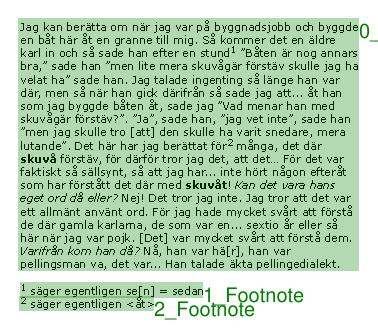 Jag kan berätta om när jag var på byggnadsjobb och byggde
en båt här åt en granne till mig. Så kommer det en äldre
karl in och så sade han efter en stund¹ ”Båten är nog annars
bra,” sade han ”men lite mera skuvågär förstäv skulle jag ha
velat ha” sade han. Jag talade ingenting så länge han var
där, men så när han gick därifrån så sade jag att... åt han
som jag byggde båten åt, sade jag ”Vad menar han med
skuvågär förstäv?”. ”Ja”, sade han, ”jag vet inte”, sade han
”men jag skulle tro [att] den skulle ha varit snedare, mera
lutande”. Det här har jag berättat för² många, det där
skuvå förstäv, för därför tror jag det, att det… För det var
faktiskt så sällsynt, så att jag har... inte hört någon efteråt
som har förstått det där med skuvåt! Kan det vara hans
eget ord då eller? Nej! Det tror jag inte. Jag tror att det var
ett allmänt använt ord. För jag hade mycket svårt att förstå
de där gamla karlarna, de som var en... sextio år eller så
här när jag var pojk. [Det] var mycket svårt att förstå dem.
Varifrån kom han då? Nå, han var hä[r], han var
pellingsman va, det var... Han talade äkta pellingedialekt.
¹ säger egentligen se[n] = sedan
² säger egentligen <åt>
0_
1_Footnote
2_Footnote